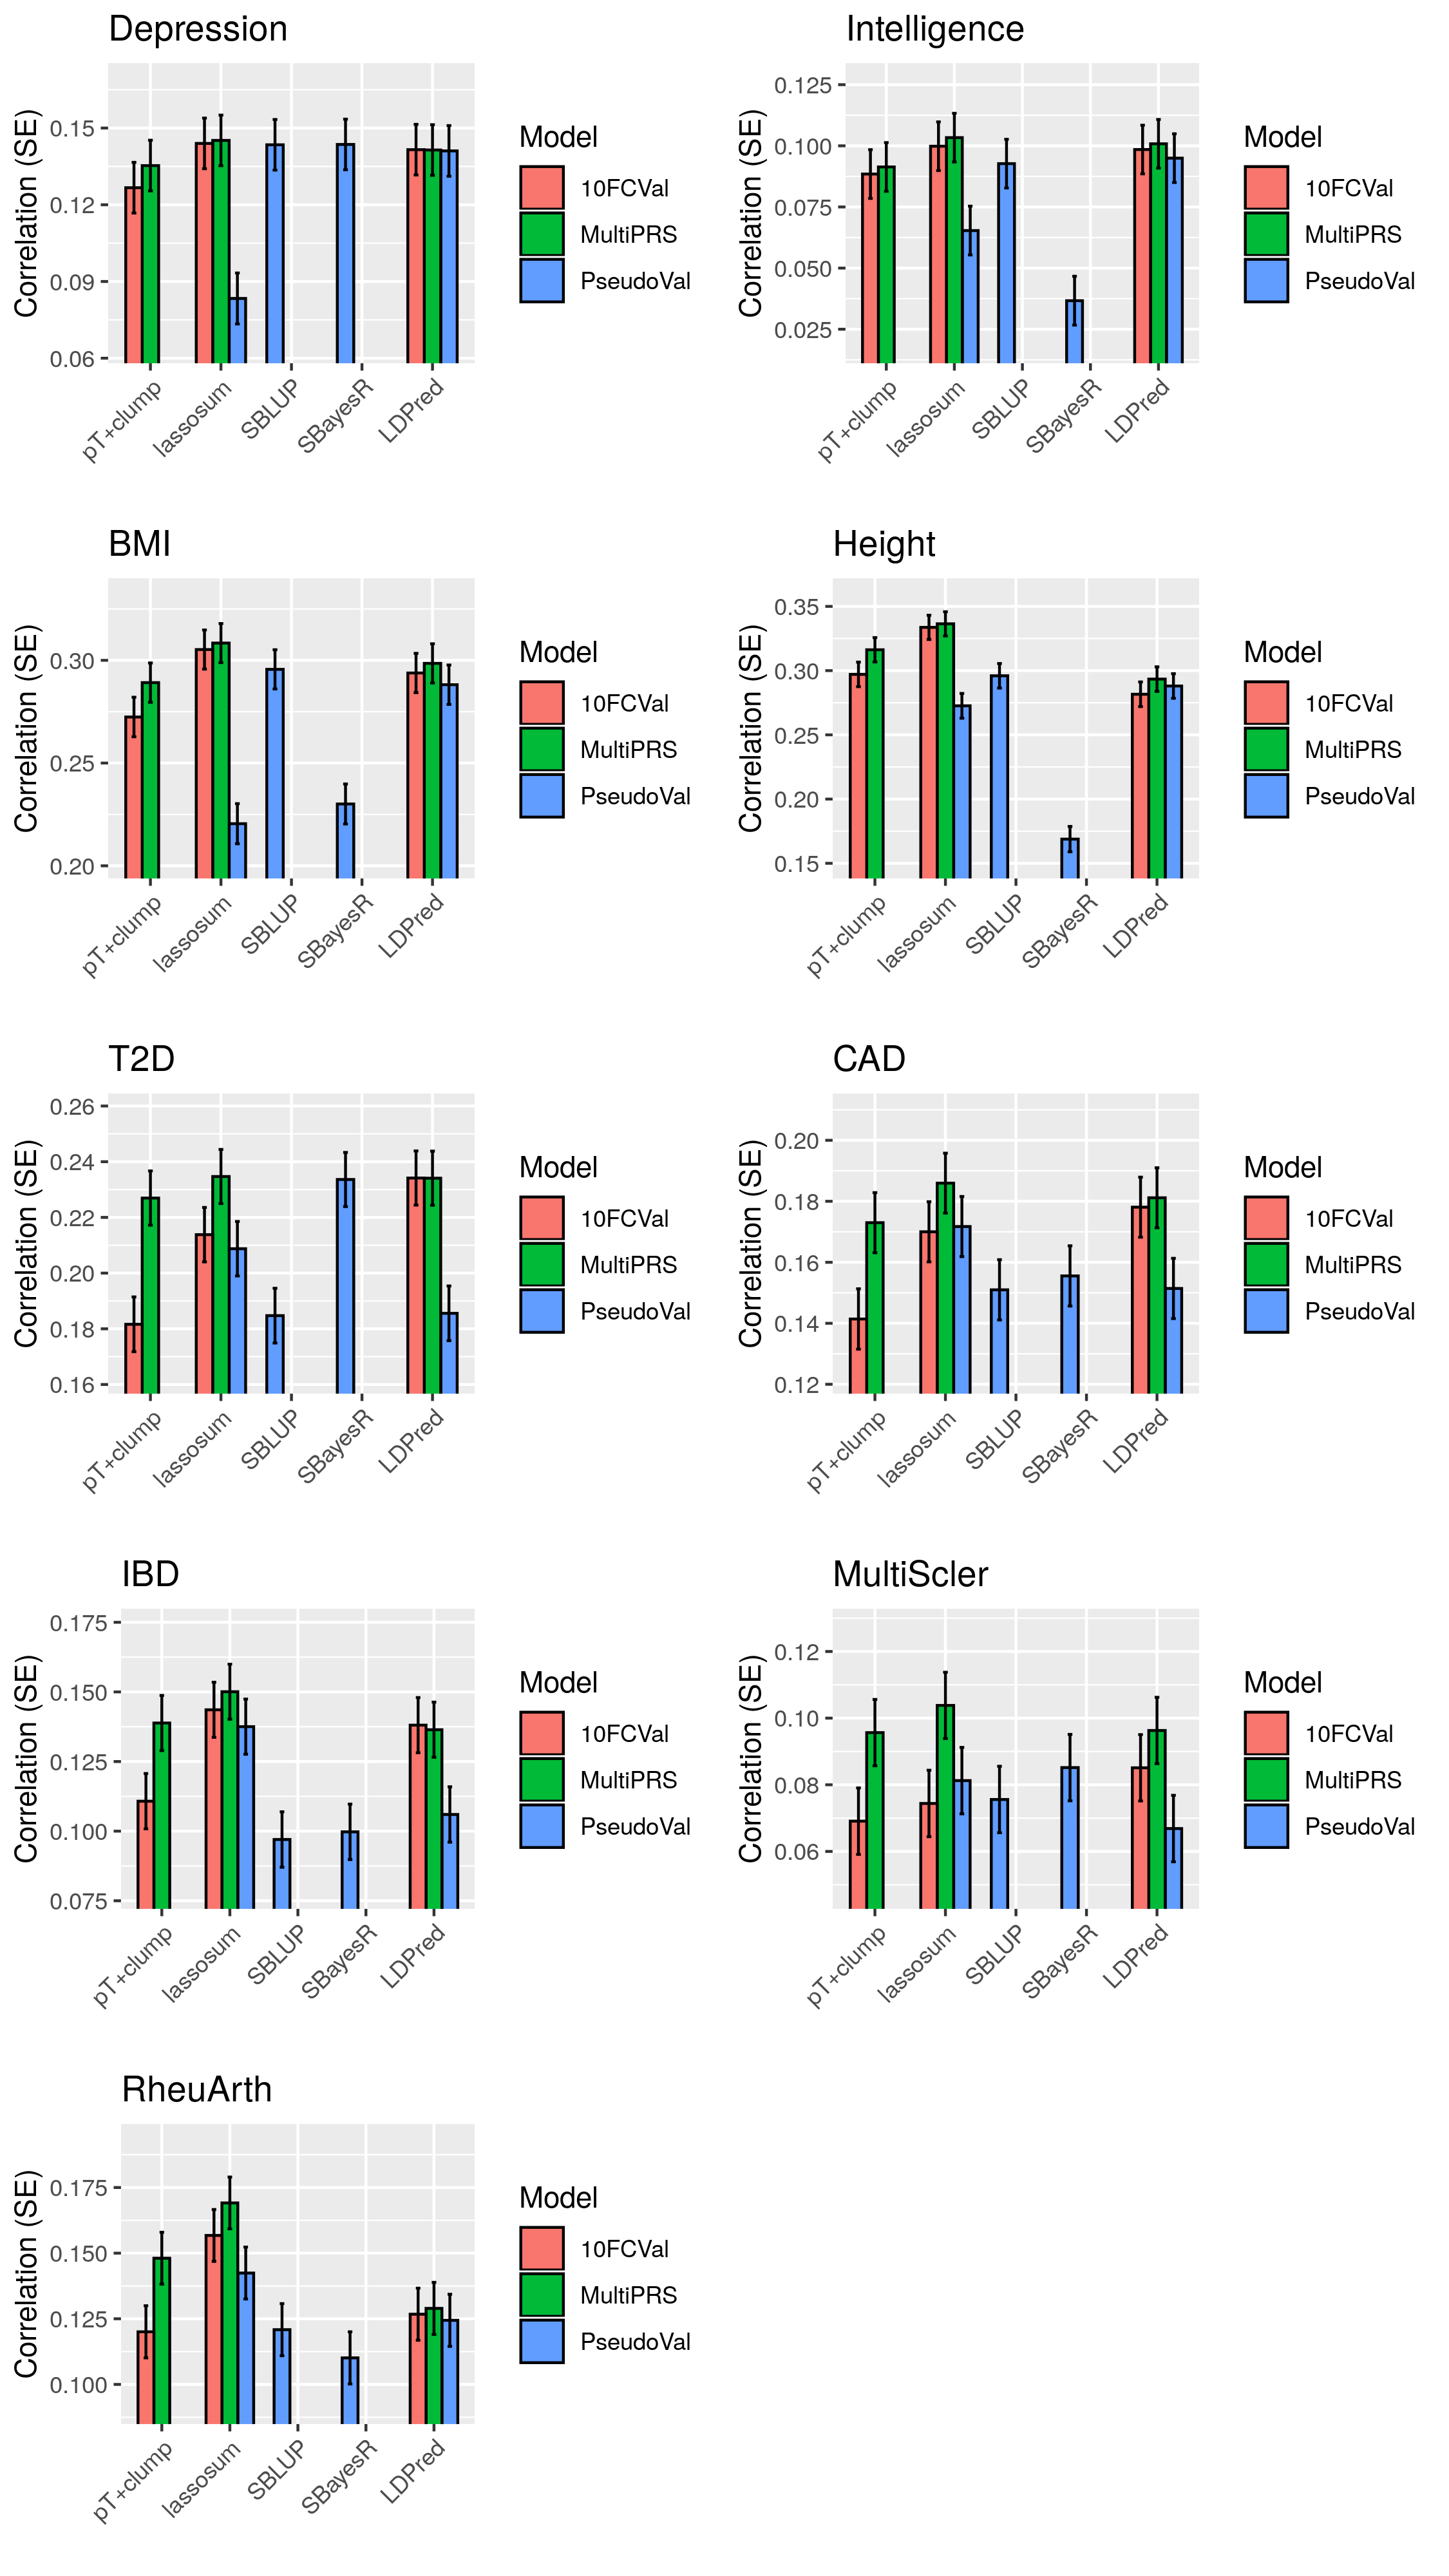 Depression
Correlation (SE)
0.15
0.12
0.09
0.06
pT+clump
lassosum
SBLUP
SBayesR
LDPred
Model
10FCVal
MultiPRS
PseudoVal
Intelligence
Correlation (SE)
0.125
0.100
0.075
0.050
0.025
pT+clump
lassosum
SBLUP
SBayesR
LDPred
Model
10FCVal
MultiPRS
PseudoVal
BMI
Correlation (SE)
0.30
0.25
0.20
pT+clump
lassosum
SBLUP
SBayesR
LDPred
Model
10FCVal
MultiPRS
PseudoVal
Height
Correlation (SE)
0.35
0.30
0.25
0.20
0.15
pT+clump
lassosum
SBLUP
SBayesR
LDPred
Model
10FCVal
MultiPRS
PseudoVal
T2D
Correlation (SE)
0.26
0.24
0.22
0.20
0.18
0.16
pT+clump
lassosum
SBLUP
SBayesR
LDPred
Model
10FCVal
MultiPRS
PseudoVal
CAD
Correlation (SE)
0.20
0.18
0.16
0.14
0.12
pT+clump
lassosum
SBLUP
SBayesR
LDPred
Model
10FCVal
MultiPRS
PseudoVal
IBD
Correlation (SE)
0.175
0.150
0.125
0.100
0.075
pT+clump
lassosum
SBLUP
SBayesR
LDPred
Model
10FCVal
MultiPRS
PseudoVal
MultiScler
Correlation (SE)
0.12
0.10
0.08
0.06
pT+clump
lassosum
SBLUP
SBayesR
LDPred
Model
10FCVal
MultiPRS
PseudoVal
RheuArth
Correlation (SE)
0.175
0.150
0.125
0.100
pT+clump
lassosum
SBLUP
SBayesR
LDPred
Model
10FCVal
MultiPRS
PseudoVal